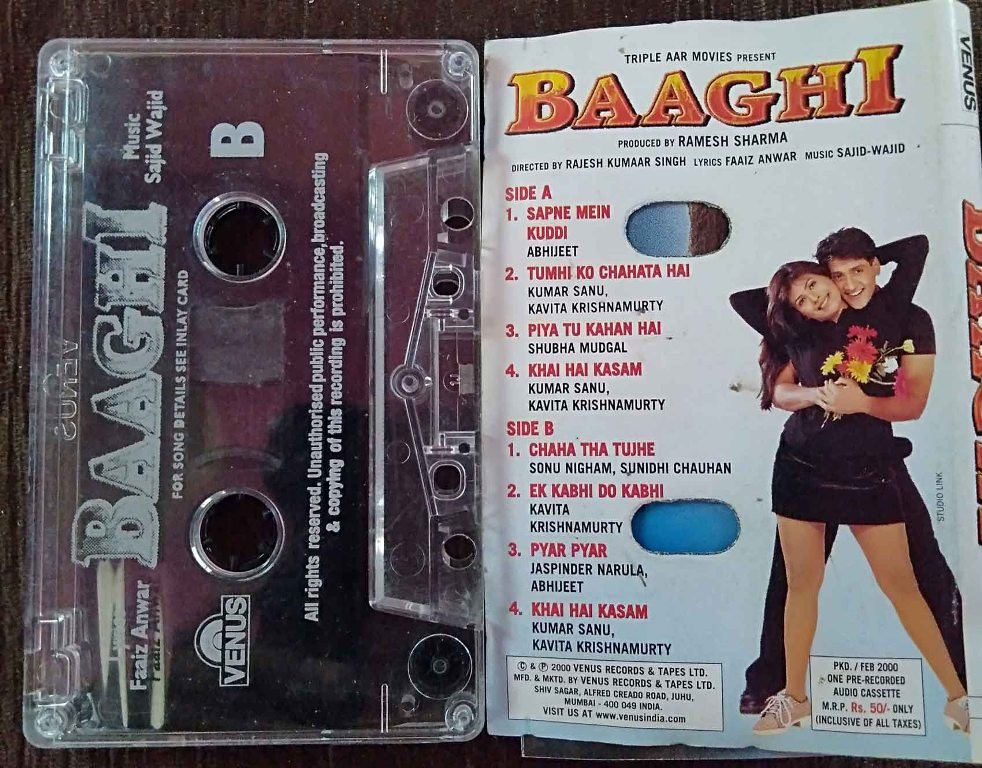 Music
Sajid Wajid
B
VENUS
BAAGHI
FOR SONG DETAILS SEE INLAY CARD
Faaiz Anwar
VENUS
All rights reserved. Unauthorised public performance, broadcasting
& copying of this recording is prohibited.
TRIPLE AAR MOVIES PRESENT
BAAGHI
PRODUCED BY RAMESH SHARMA
DIRECTED BY RAJESH KUMAAR SINGH LYRICS FAAIZ ANWAR MUSIC SAJID-WAJID
SIDE A
1. SAPNE MEIN
KUDDI
ABHIJEET
2. TUMHI KO CHAHATA HAI
KUMAR SANU,
KAVITA KRISHNAMURTY
3. PIYA TU KAHAN HAI
SHUBHA MUDGAL
4. KHAI HAI KASAM
KUMAR SANU,
KAVITA KRISHNAMURTY
SIDE B
1. CHAHA THA TUJHE
SONU NIGHAM, SUNIDHI CHAUHAN
2. EK KABHI DO KABHI
KAVITA
KRISHNAMURTY
3. PYAR PYAR
JASPINDER NARULA,
ABHIJEET
4. KHAI HAI KASAM
KUMAR SANU,
KAVITA KRISHNAMURTY
© & ℗ 2000 VENUS RECORDS & TAPES LTD.
MFD. & MKTD. BY VENUS RECORDS & TAPES LTD.
SHIV SAGAR, ALFRED CREADO ROAD, JUHU,
MUMBAI - 400 049 INDIA.
VISIT US AT www.venusindia.com
STUDIO LINK
PKD. / FEB 2000
ONE PRE-RECORDED
AUDIO CASSETTE
M.R.P. Rs. 50/- ONLY
(INCLUSIVE OF ALL TAXES)
VENUS